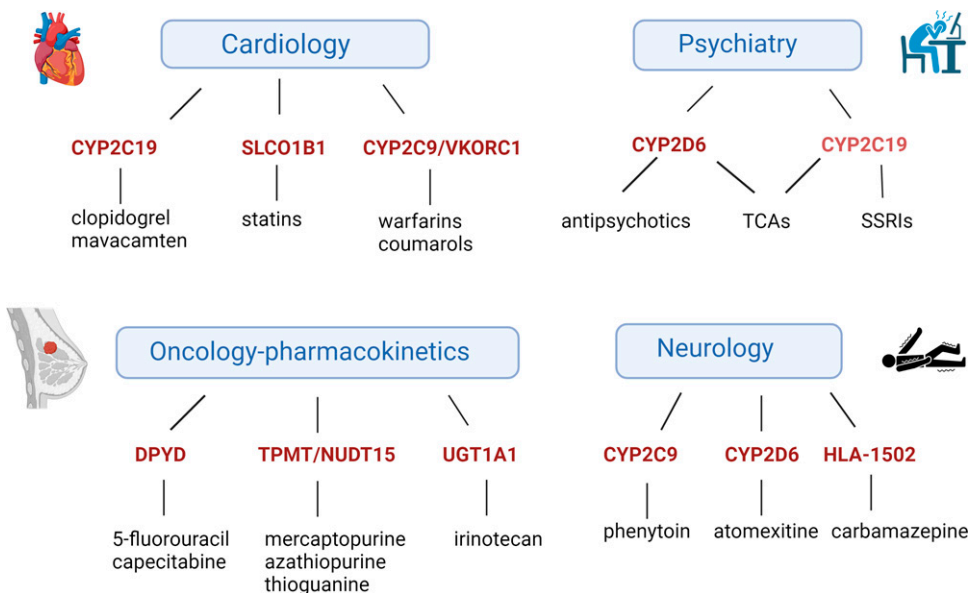 Cardiology
Psychiatry
CYP2C19 SLCO1B1 CYP2C9/VKORC1
CYP2D6 CYP2C19
clopidogrel
mavacamten
statins
warfarins
coumarols
antipsychotics TCAs SSRIs
Oncology-pharmacokinetics
Neurology
DPYD TPMT/NUDT15 UGT1A1
CYP2C9 CYP2D6 HLA-1502
5-fluorouracil
capecitabine
mercaptopurine
azathiopurine
thioguanine
irinotecan
phenytoin atomexitine carbamazepine